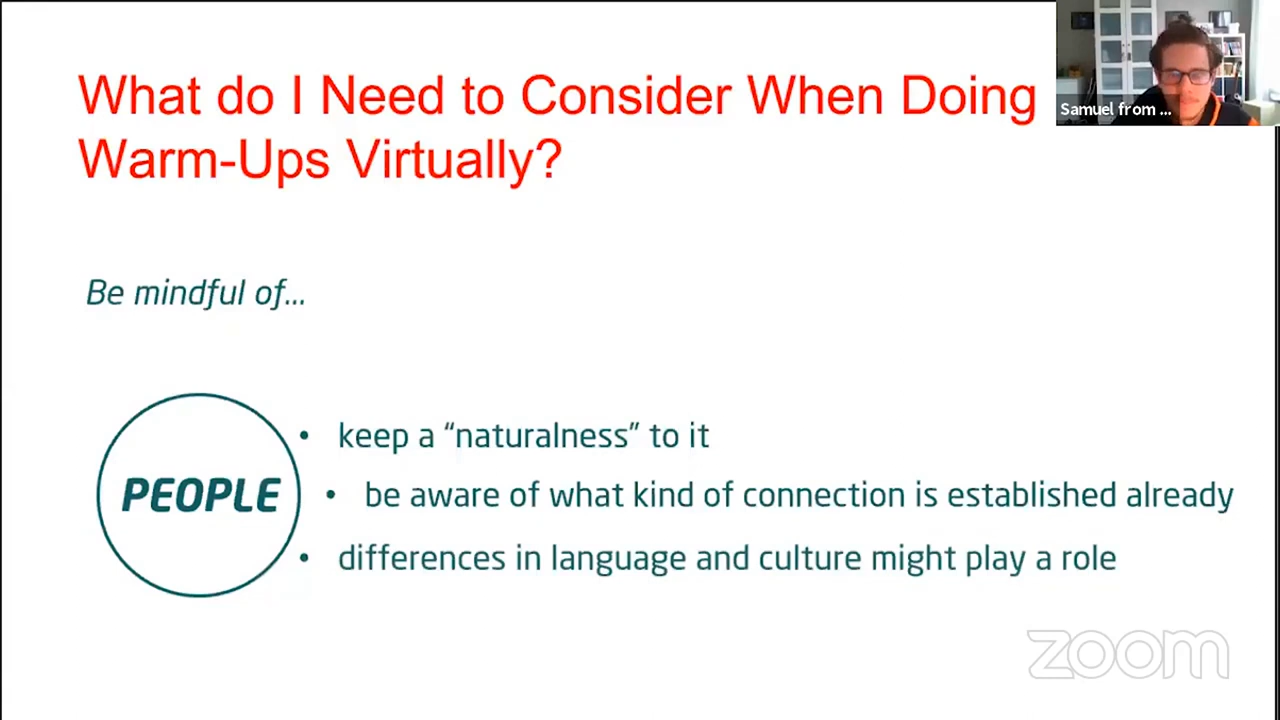 What do I Need to Consider When Doing
Warm-Ups Virtually?
Samuel from ...
Be mindful of...
PEOPLE
• keep a “naturalness” to it
• be aware of what kind of connection is established already
• differences in language and culture might play a role
zoom